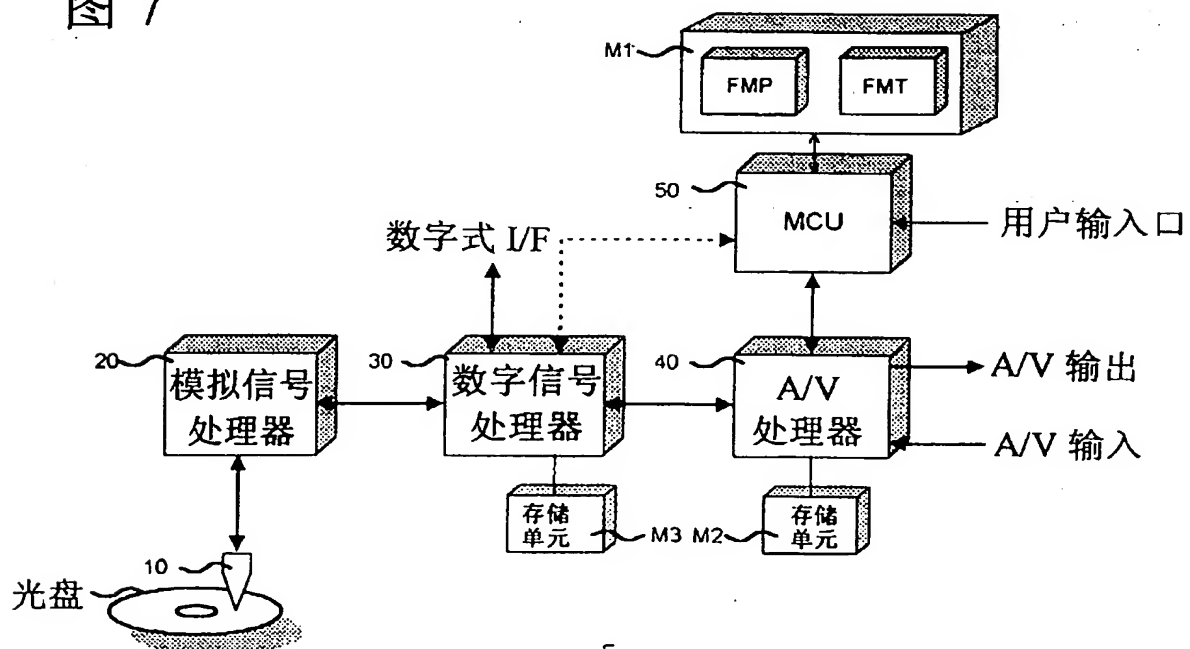 图 1
M1
FMP
FMT
50
MCU
用户输入口
数字式 I/F
20
模拟信号
处理器
30
数字信号
处理器
40
A/V
处理器
A/V 输出
A/V 输入
存储
单元
M3
M2
存储
单元
10
光盘